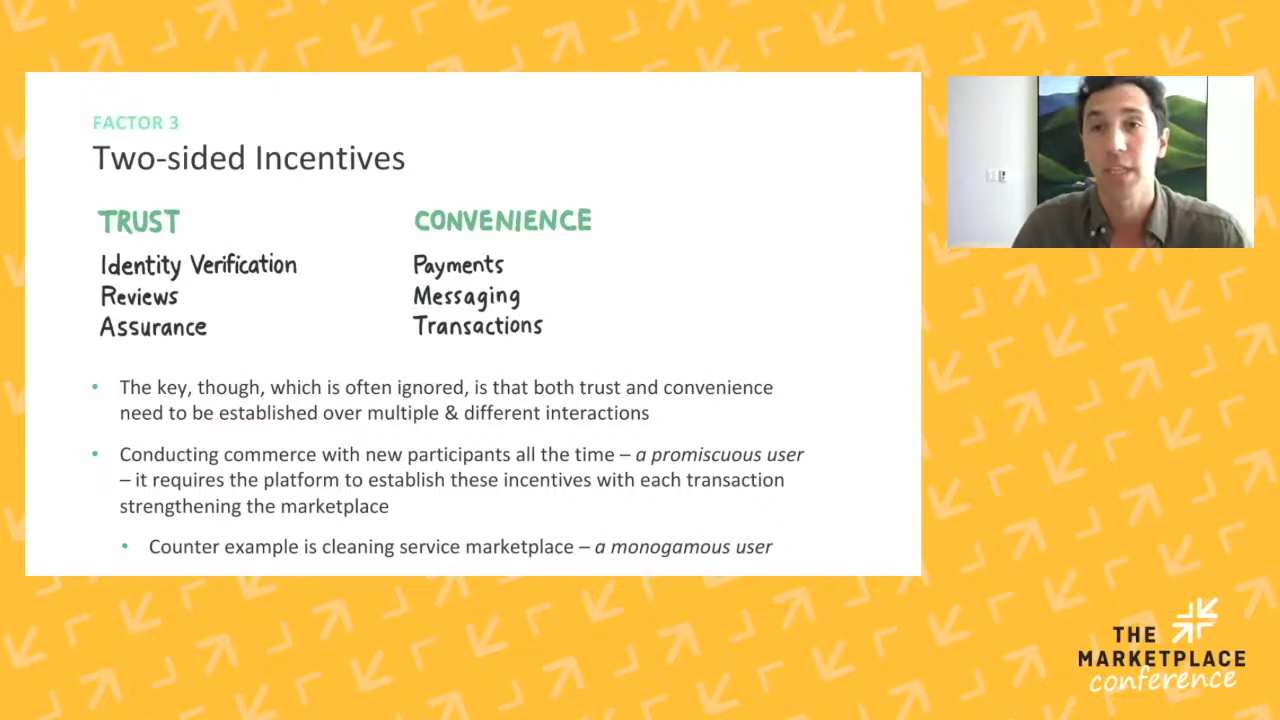 FACTOR 3
Two-sided Incentives
TRUST
Identity Verification
Reviews
Assurance
CONVENIENCE
Payments
Messaging
Transactions
• The key, though, which is often ignored, is that both trust and convenience
need to be established over multiple & different interactions
• Conducting commerce with new participants all the time – a promiscuous user
– it requires the platform to establish these incentives with each transaction
strengthening the marketplace
• Counter example is cleaning service marketplace – a monogamous user
THE
MARKETPLACE
conference